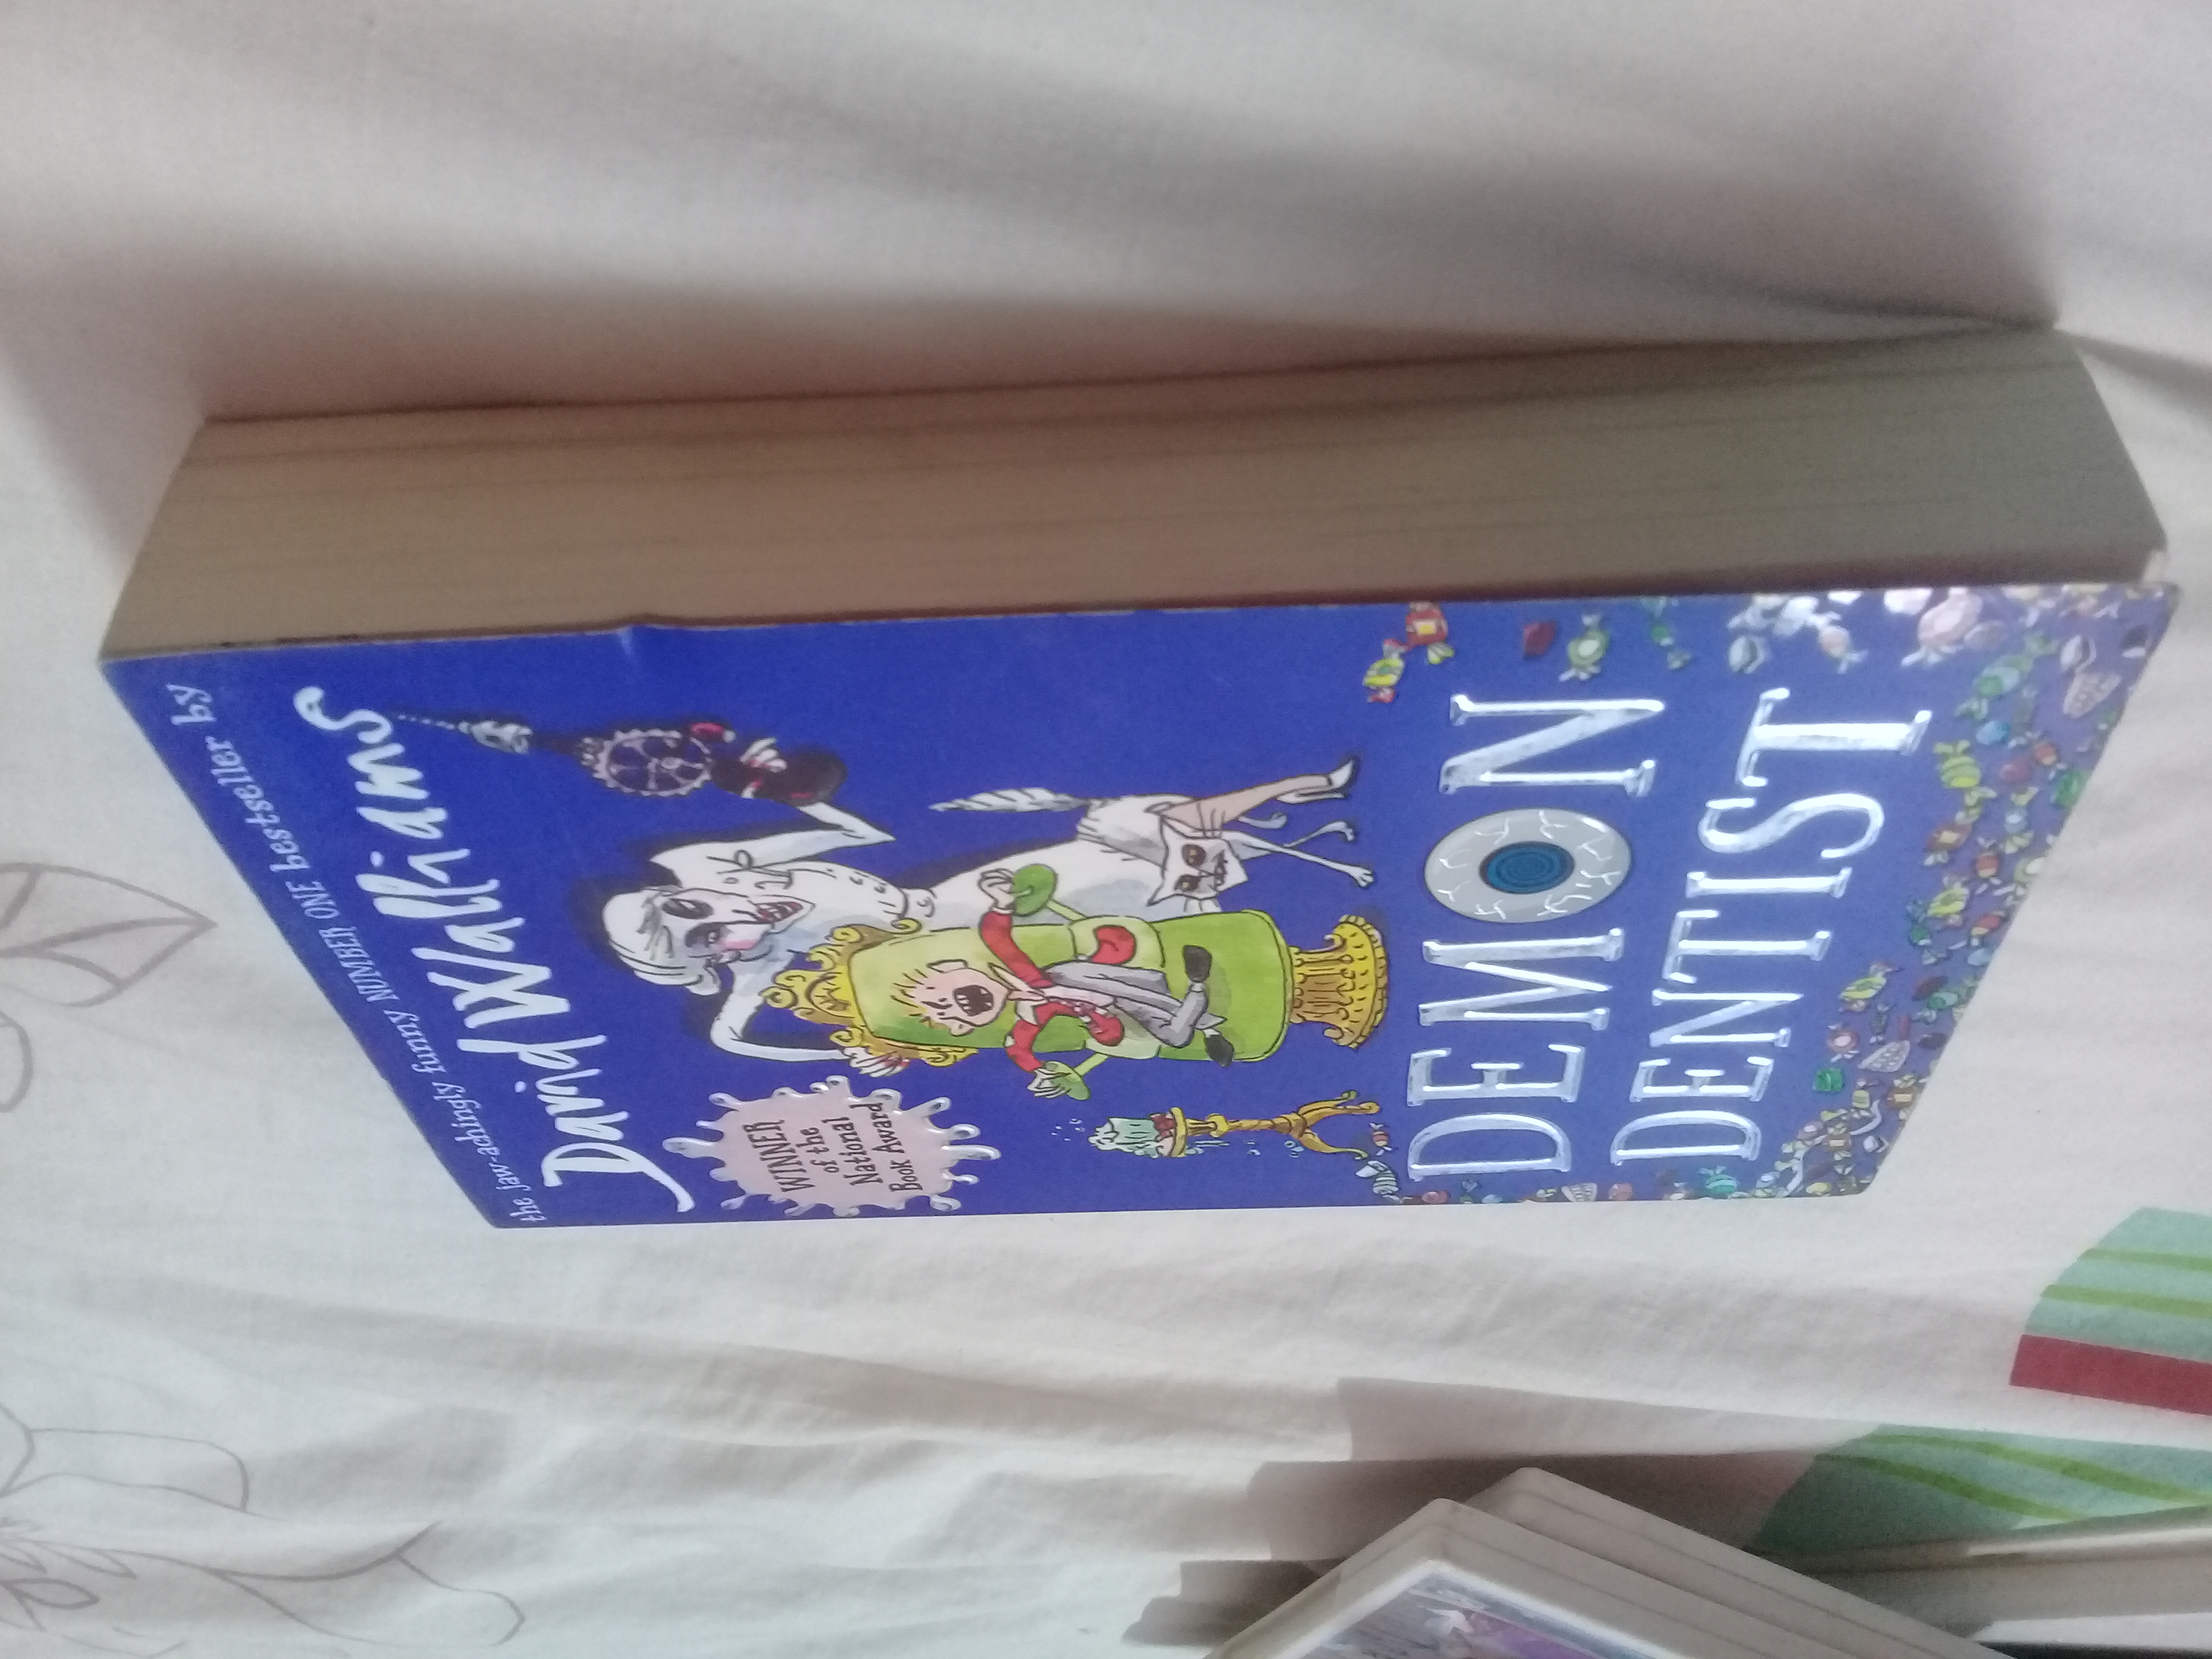 the jaw-achingly funny NUMBER ONE bestseller by
David Walliams
WINNER
of the
National
Book Award
DEMON
DENTIST